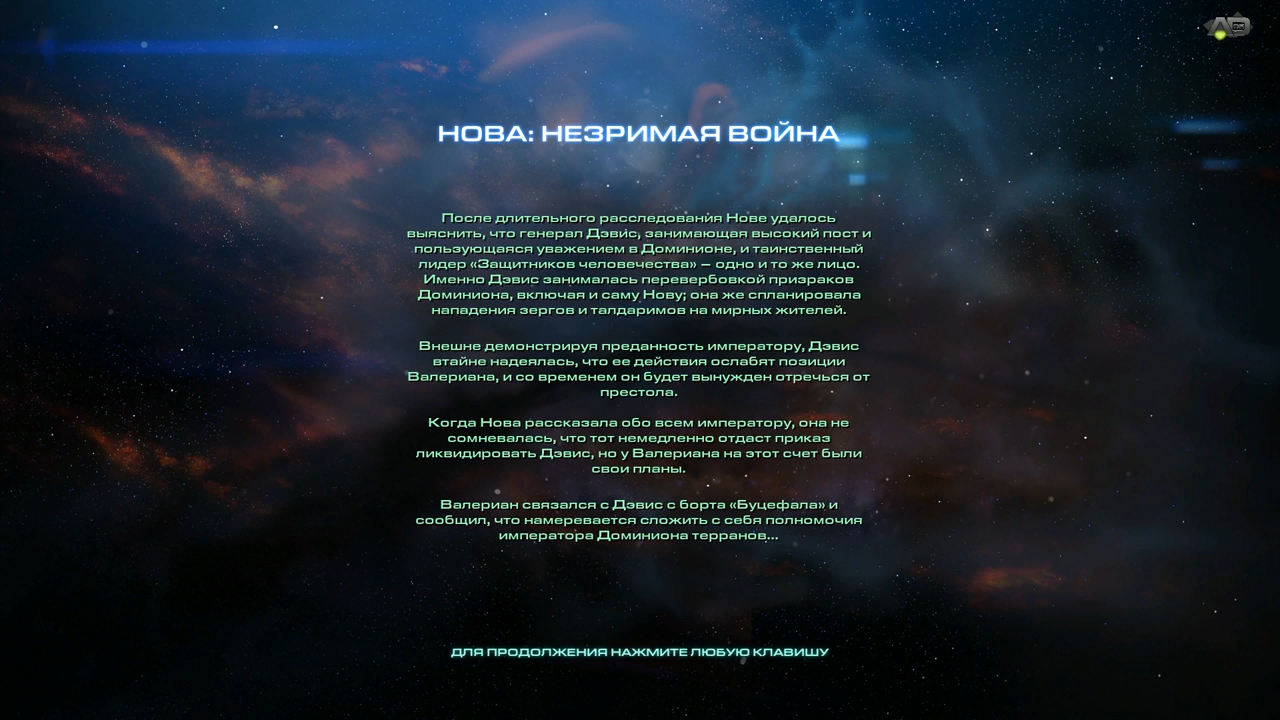 НОВА: НЕЗРИМАЯ ВОЙНА
После длительного расследования Нове удалось
выяснить, что генерал Дэвис, занимающая высокий пост и
пользующаяся уважением в Доминионе, и таинственный
лидер «Защитников человечества» — одно и то же лицо.
Именно Дэвис занималась перевербовкой призраков
Доминиона, включая и саму Нову; она же спланировала
нападения зергов и талдаримов на мирных жителей.
Внешне демонстрируя преданность императору, Дэвис
втайне надеялась, что ее действия ослабят позиции
Валериана, и со временем он будет вынужден отречься от
престола.
Когда Нова рассказала обо всем императору, она не
сомневалась, что тот немедленно отдаст приказ
ликвидировать Дэвис, но у Валериана на этот счет были
свои планы.
Валериан связался с Дэвис с борта «Буцефала» и
сообщил, что намеревается сложить с себя полномочия
императора Доминиона терранов...
ДЛЯ ПРОДОЛЖЕНИЯ НАЖМИТЕ ЛЮБУЮ КЛАВИШУ